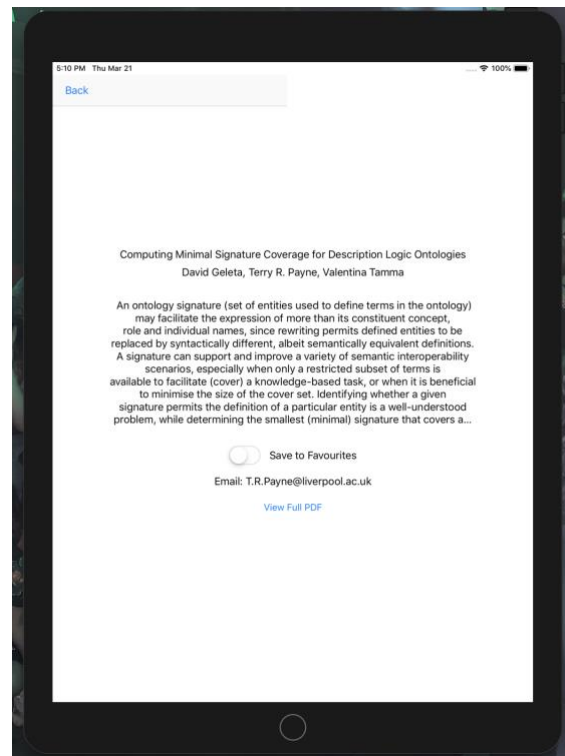 5:10 PM Thu Mar 21
100%
Back
Computing Minimal Signature Coverage for Description Logic Ontologies
David Geleta, Terry R. Payne, Valentina Tamma
An ontology signature (set of entities used to define terms in the ontology)
may facilitate the expression of more than its constituent concept,
role and individual names, since rewriting permits defined entities to be
replaced by syntactically different, albeit semantically equivalent definitions.
A signature can support and improve a variety of semantic interoperability
scenarios, especially when only a restricted subset of terms is
available to facilitate (cover) a knowledge-based task, or when it is beneficial
to minimise the size of the cover set. Identifying whether a given
signature permits the definition of a particular entity is a well-understood
problem, while determining the smallest (minimal) signature that covers a...
Save to Favourites
Email: T.R.Payne@liverpool.ac.uk
View Full PDF